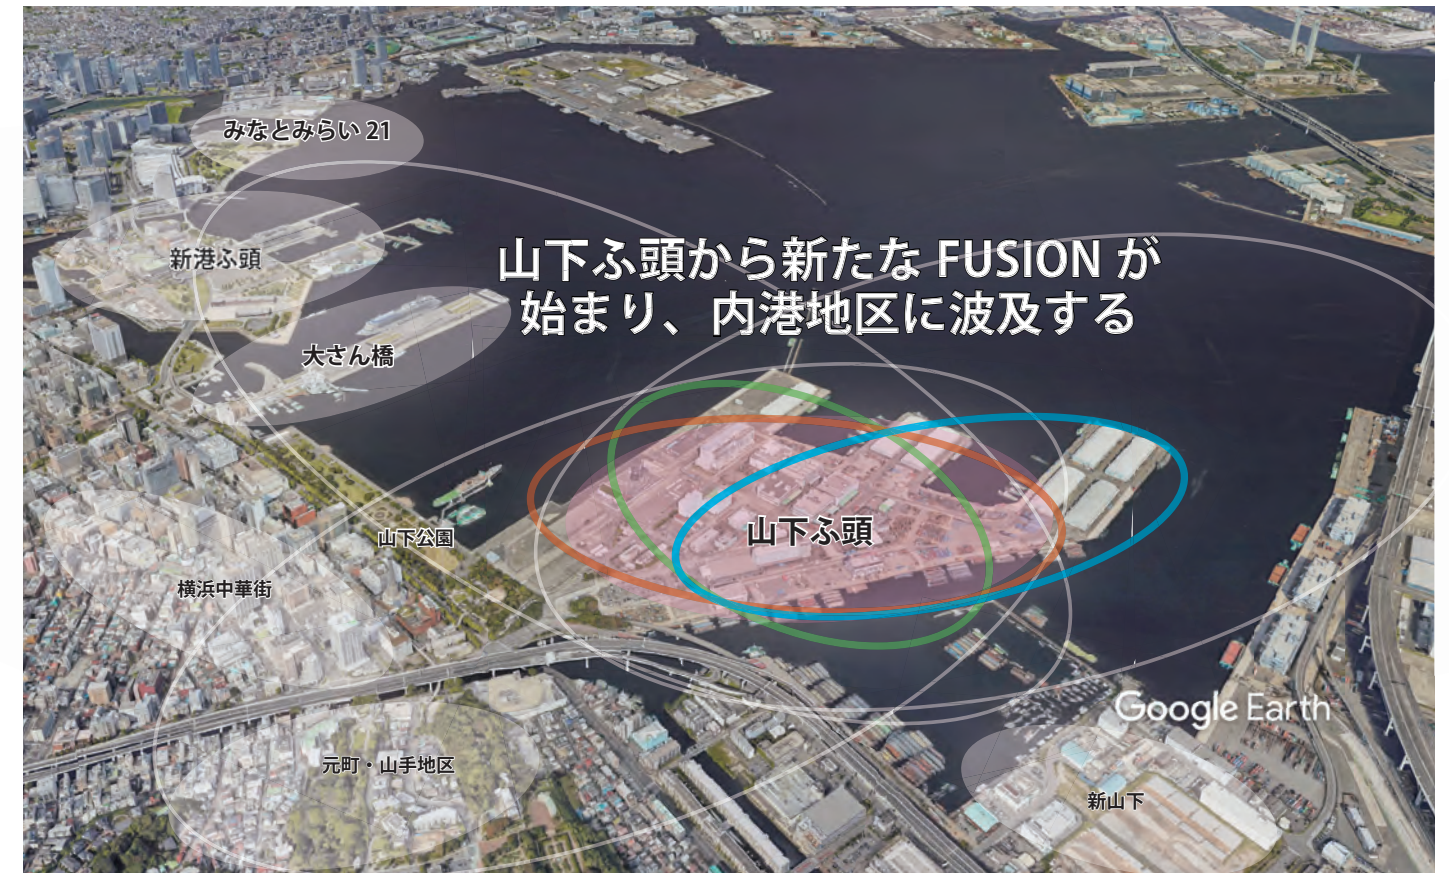 みなとみらい 21
新港ふ頭
山下ふ頭から新たな FUSION が
始まり、内港地区に波及する
大さん橋
山下ふ頭
山下公園
横浜中華街
Google Earth
元町・山手地区
新山下